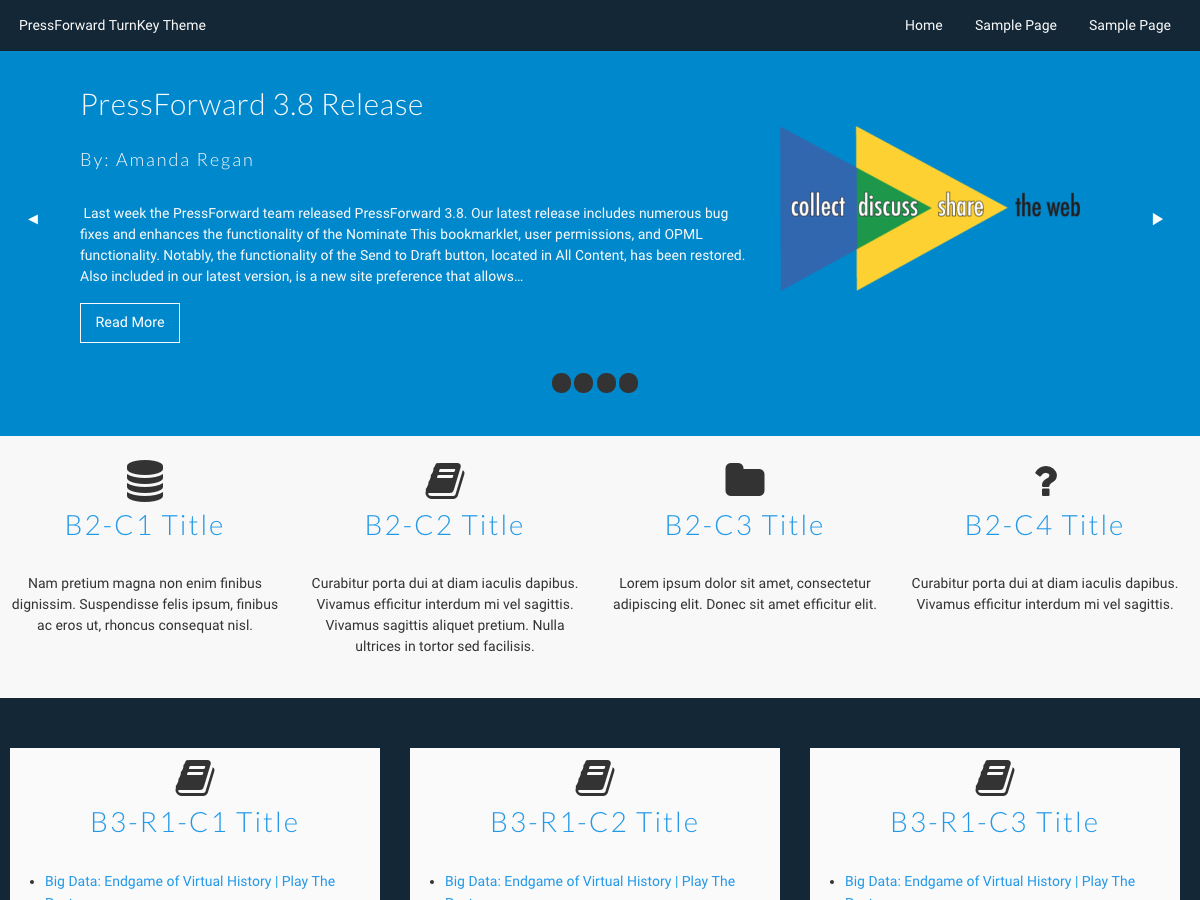 PressForward TurnKey Theme
Home
Sample Page
Sample Page
PressForward 3.8 Release
By: Amanda Regan
Last week the PressForward team released PressForward 3.8. Our latest release includes numerous bug
fixes and enhances the functionality of the Nominate This bookmarklet, user permissions, and OPML
functionality. Notably, the functionality of the Send to Draft button, located in All Content, has been restored.
Also included in our latest version, is a new site preference that allows…
Read More
collect discuss share the web
B2-C1 Title
Nam pretium magna non enim finibus
dignissim. Suspendisse felis ipsum, finibus
ac eros ut, rhoncus consequat nisl.
B2-C2 Title
Curabitur porta dui at diam iaculis dapibus.
Vivamus efficitur interdum mi vel sagittis.
Vivamus sagittis aliquet pretium. Nulla
ultrices in tortor sed facilisis.
B2-C3 Title
Lorem ipsum dolor sit amet, consectetur
adipiscing elit. Donec sit amet efficitur elit.
B2-C4 Title
Curabitur porta dui at diam iaculis dapibus.
Vivamus efficitur interdum mi vel sagittis.
B3-R1-C1 Title
Big Data: Endgame of Virtual History | Play The
B3-R1-C2 Title
Big Data: Endgame of Virtual History | Play The
B3-R1-C3 Title
Big Data: Endgame of Virtual History | Play The